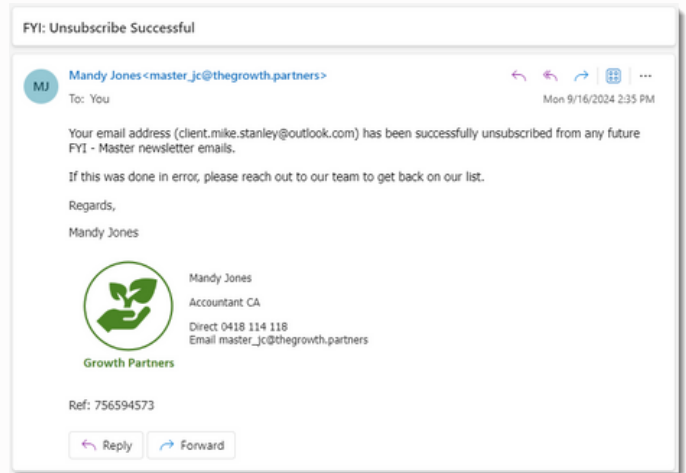 FYI: Unsubscribe Successful
MJ
Mandy Jones<master_jc@thegrowth.partners>
To: You
Mon 9/16/2024 2:35 PM
Your email address (client.mike.stanley@outlook.com) has been successfully unsubscribed from any future
FYI - Master newsletter emails.
If this was done in error, please reach out to our team to get back on our list.
Regards,
Mandy Jones
Mandy Jones
Accountant CA
Direct 0418 114 118
Email master_jc@thegrowth.partners
Growth Partners
Ref: 756594573
Reply
Forward